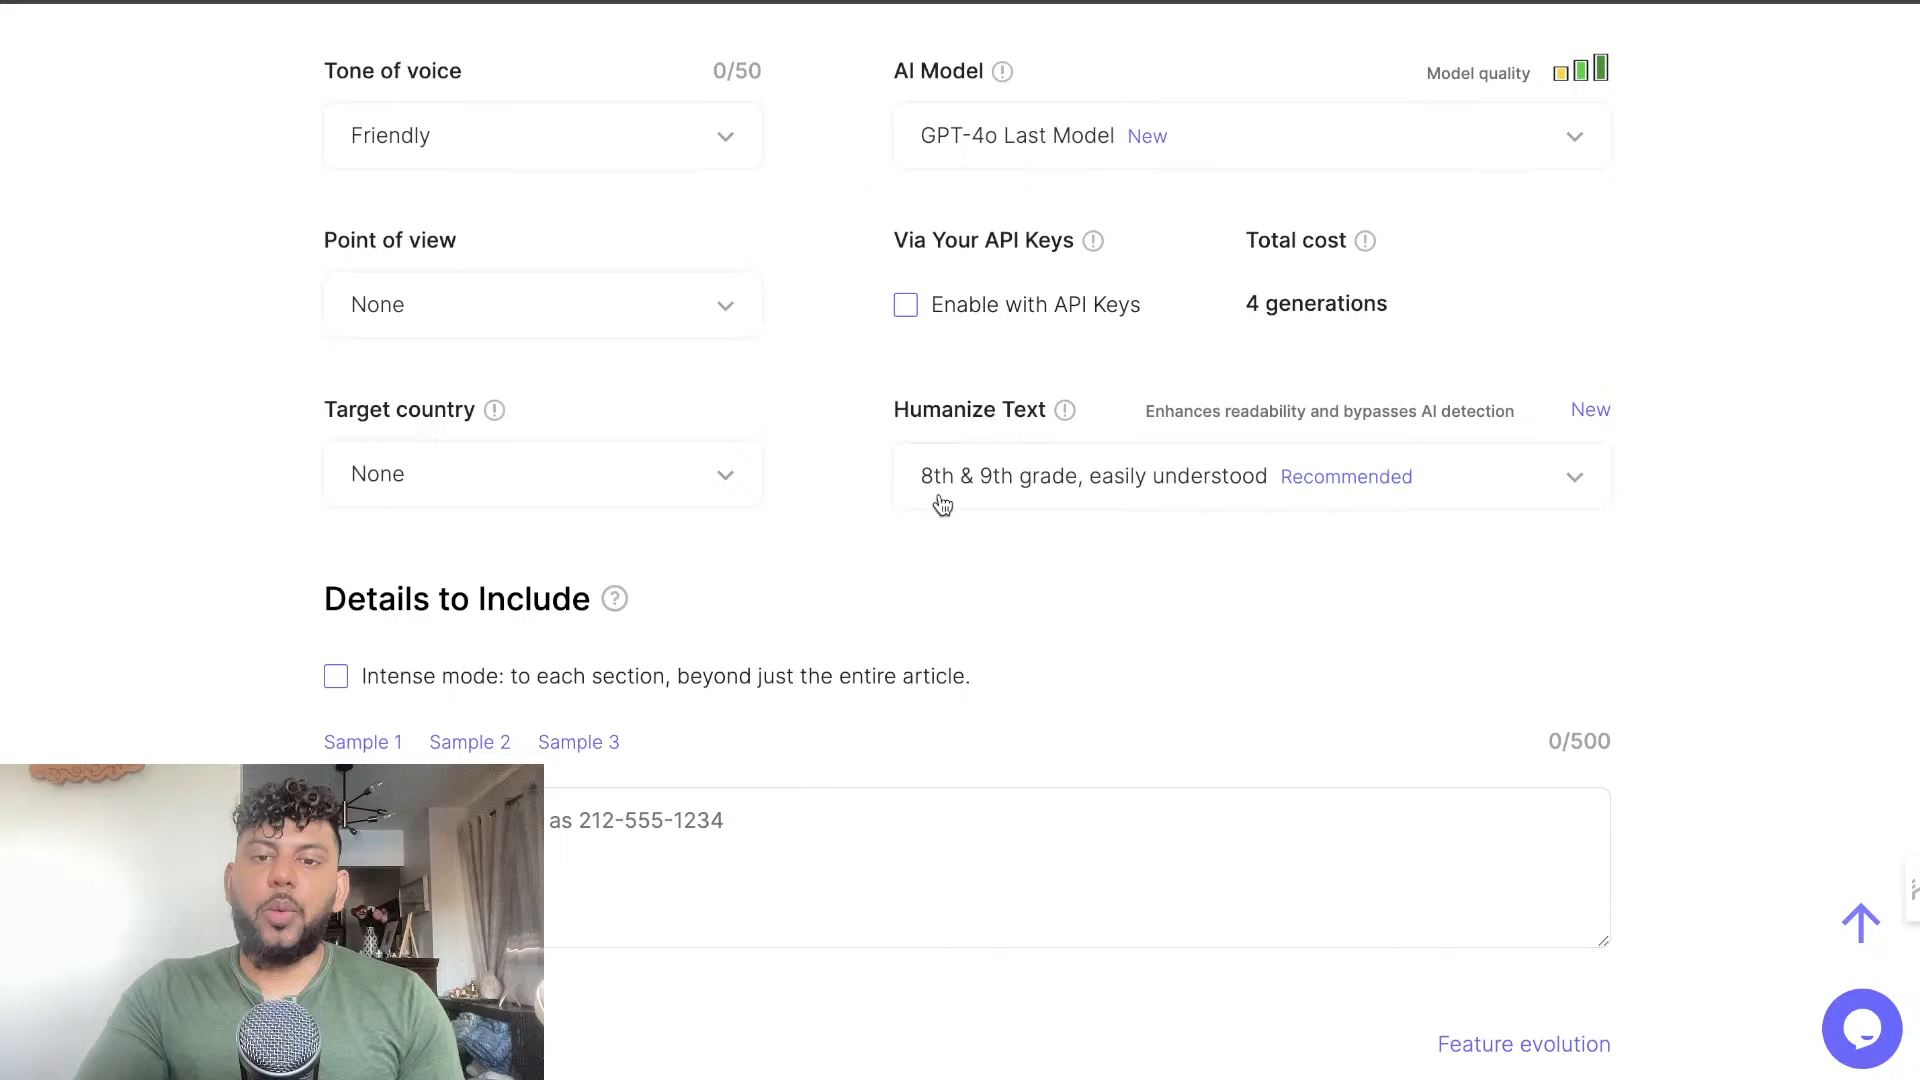 Tone of voice
0/50
Friendly
AI Model
Model quality
GPT-4o Last Model New
Point of view
None
Via Your API Keys
Enable with API Keys
Total cost
4 generations
Target country
None
Humanize Text
Enhances readability and bypasses AI detection
New
8th & 9th grade, easily understood Recommended
Details to Include
Intense mode: to each section, beyond just the entire article.
Sample 1 Sample 2 Sample 3
0/500
as 212-555-1234
Feature evolution